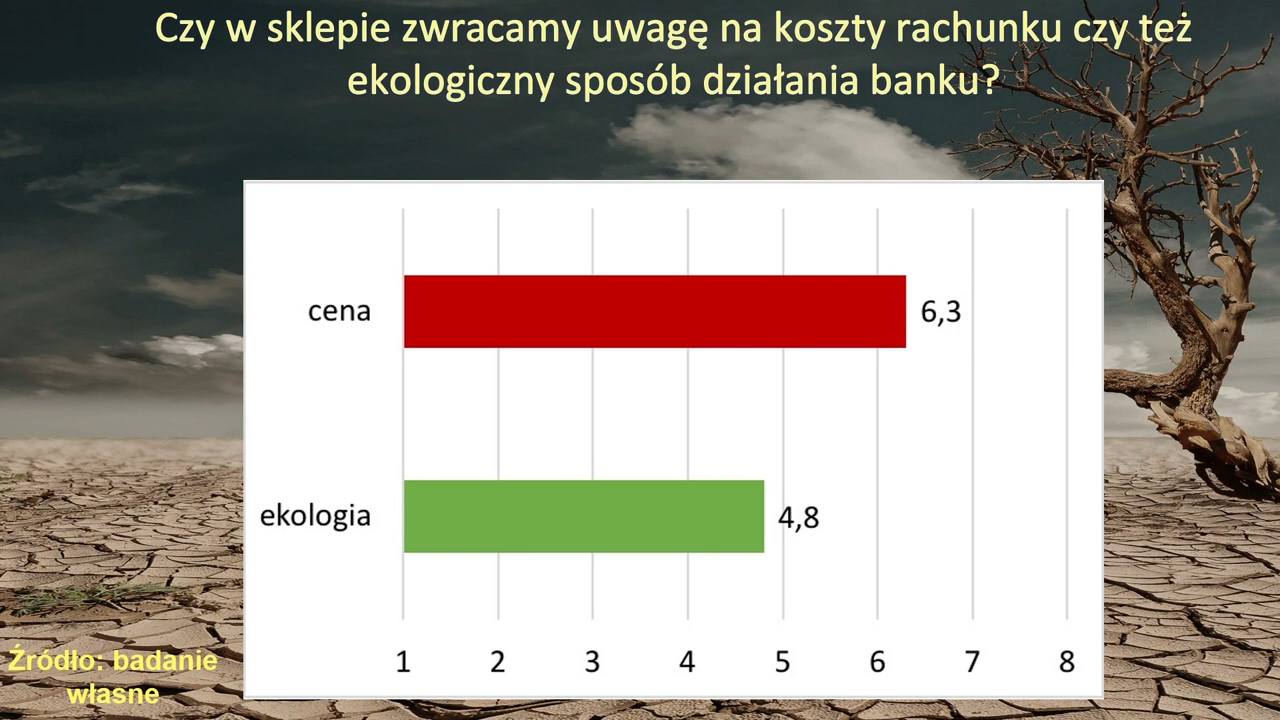 Czy w sklepie zwracamy uwagę na koszty rachunku czy też
ekologiczny sposób działania banku?
cena
6,3
ekologia
4,8
1 2 3 4 5 6 7 8
Źródło: badanie
własne